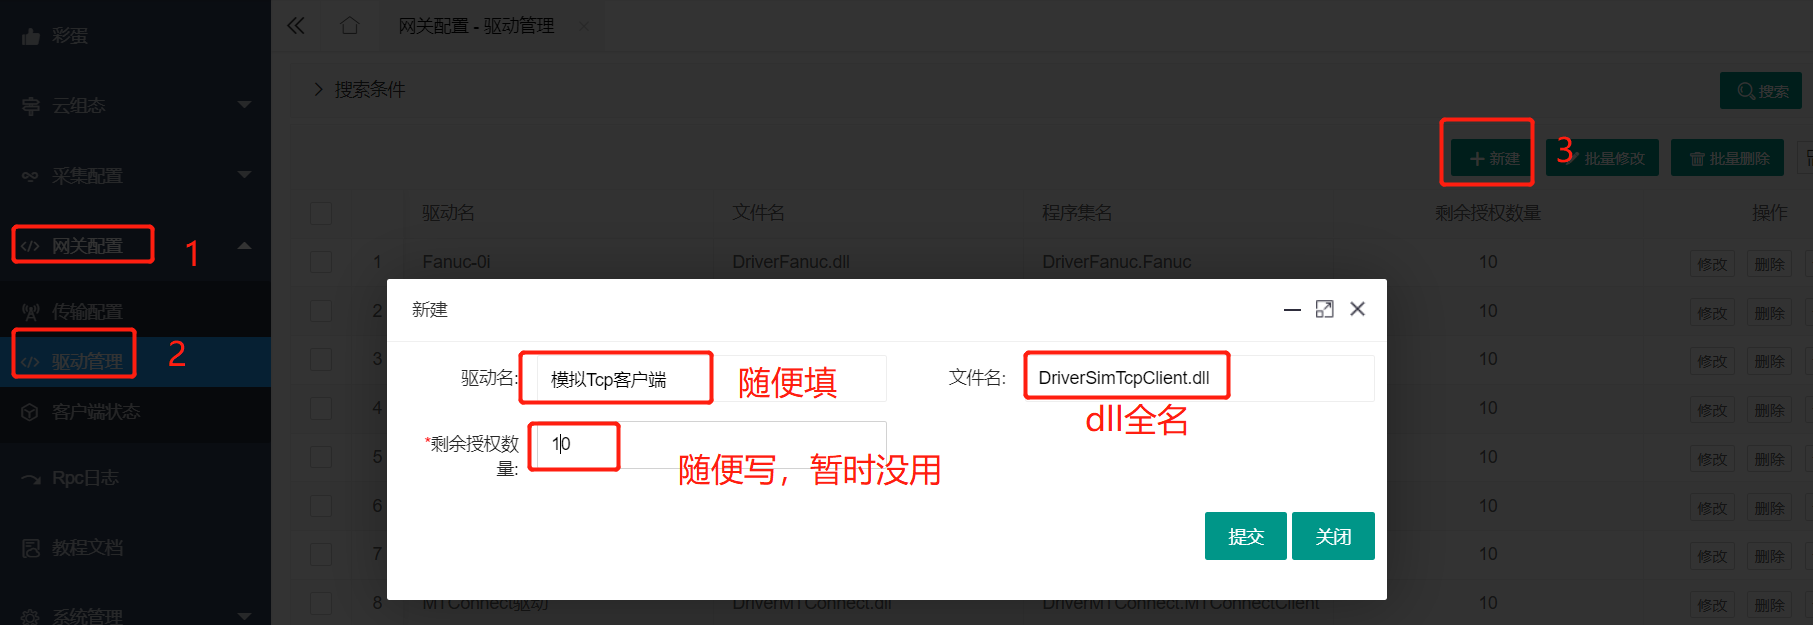 彩蛋
云组态
采集配置
网关配置
1
传输配置
驱动管理
2
客户端状态
Rpc日志
教程文档
系统管理
网关配置 - 驱动管理
搜索条件
搜索
新建
3
批量修改
批量删除
驱动名
文件名
程序集名
剩余授权数量
操作
1
Fanuc-0i
DriverFanuc.dll
DriverFanuc.Fanuc
10
修改
删除
2
10
修改
删除
3
10
修改
删除
4
10
修改
删除
5
10
修改
删除
6
10
修改
删除
7
10
修改
删除
8
MTConnect驱动
DriverMTConnect.dll
DriverMTConnect.MTConnectClient
10
修改
删除
新建
驱动名:
模拟Tcp客户端
随便填
文件名:
DriverSimTcpClient.dll
dll全名
*剩余授权数
量:
10
随便写，暂时没用
提交
关闭